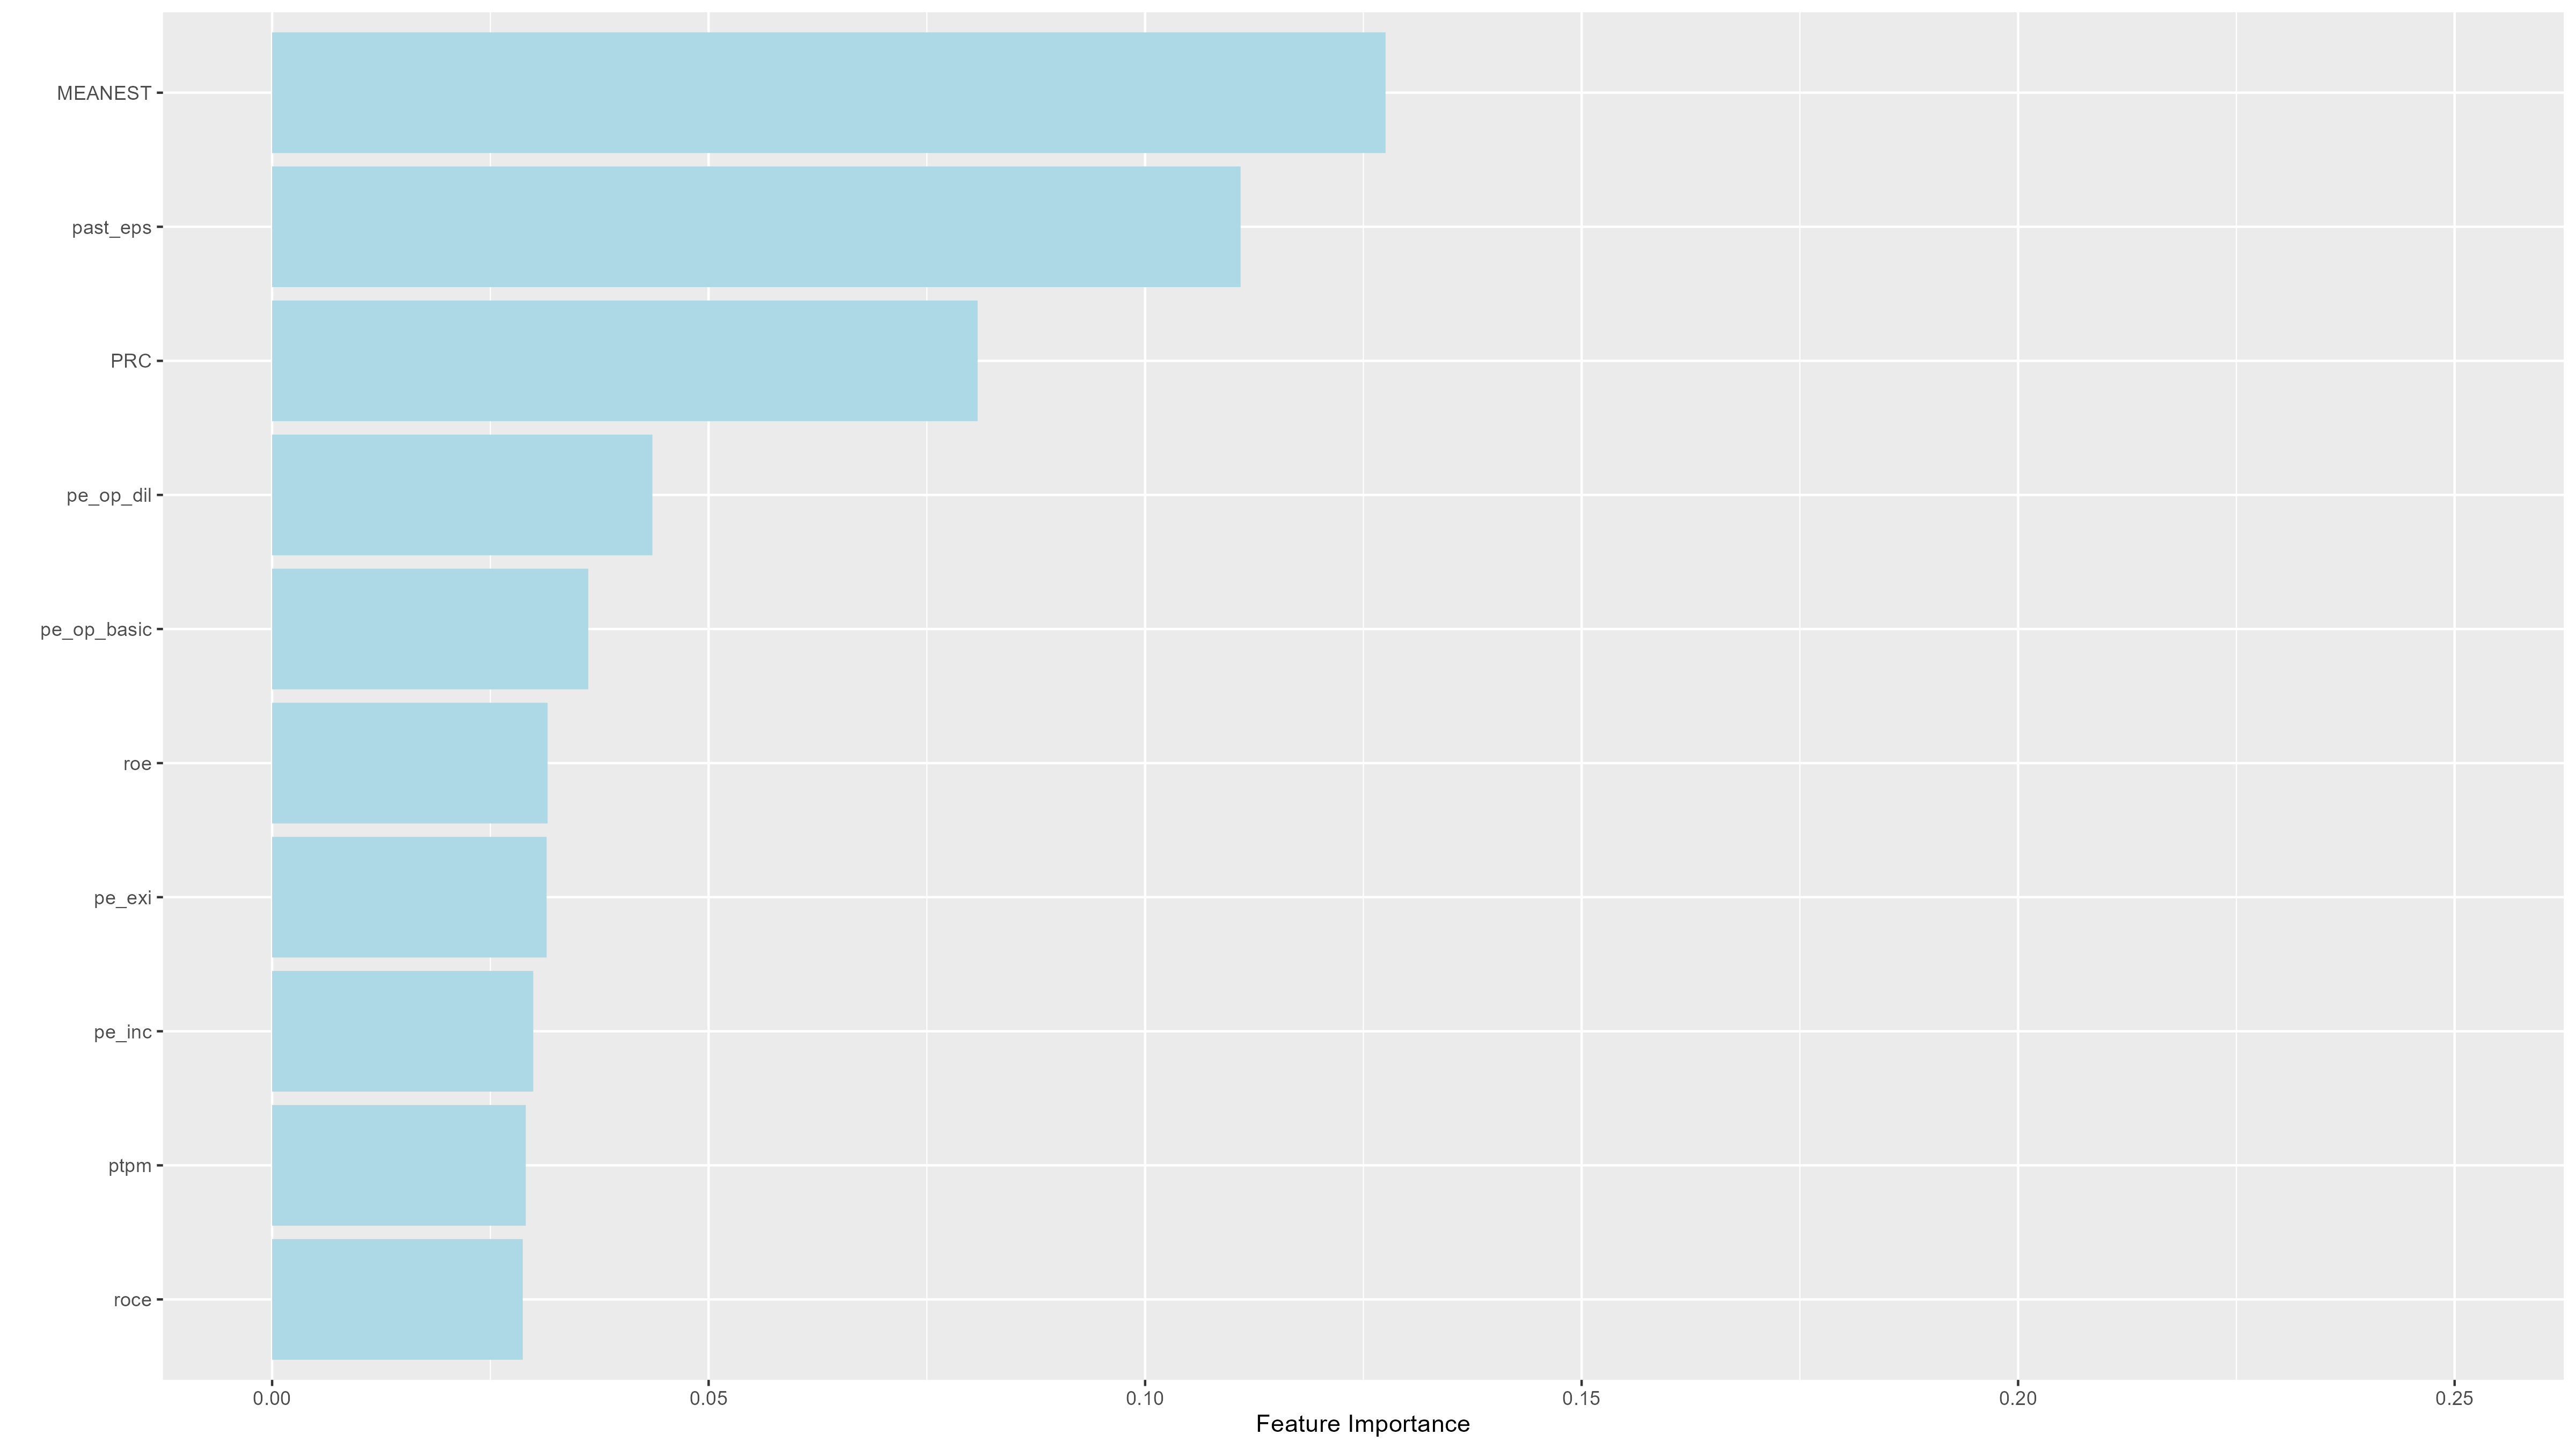 MEANEST
past_eps
PRC
pe_op_dil
pe_op_basic
roe
pe_exi
pe_inc
ptpm
roce
0.00 0.05 0.10 0.15 0.20 0.25
Feature Importance